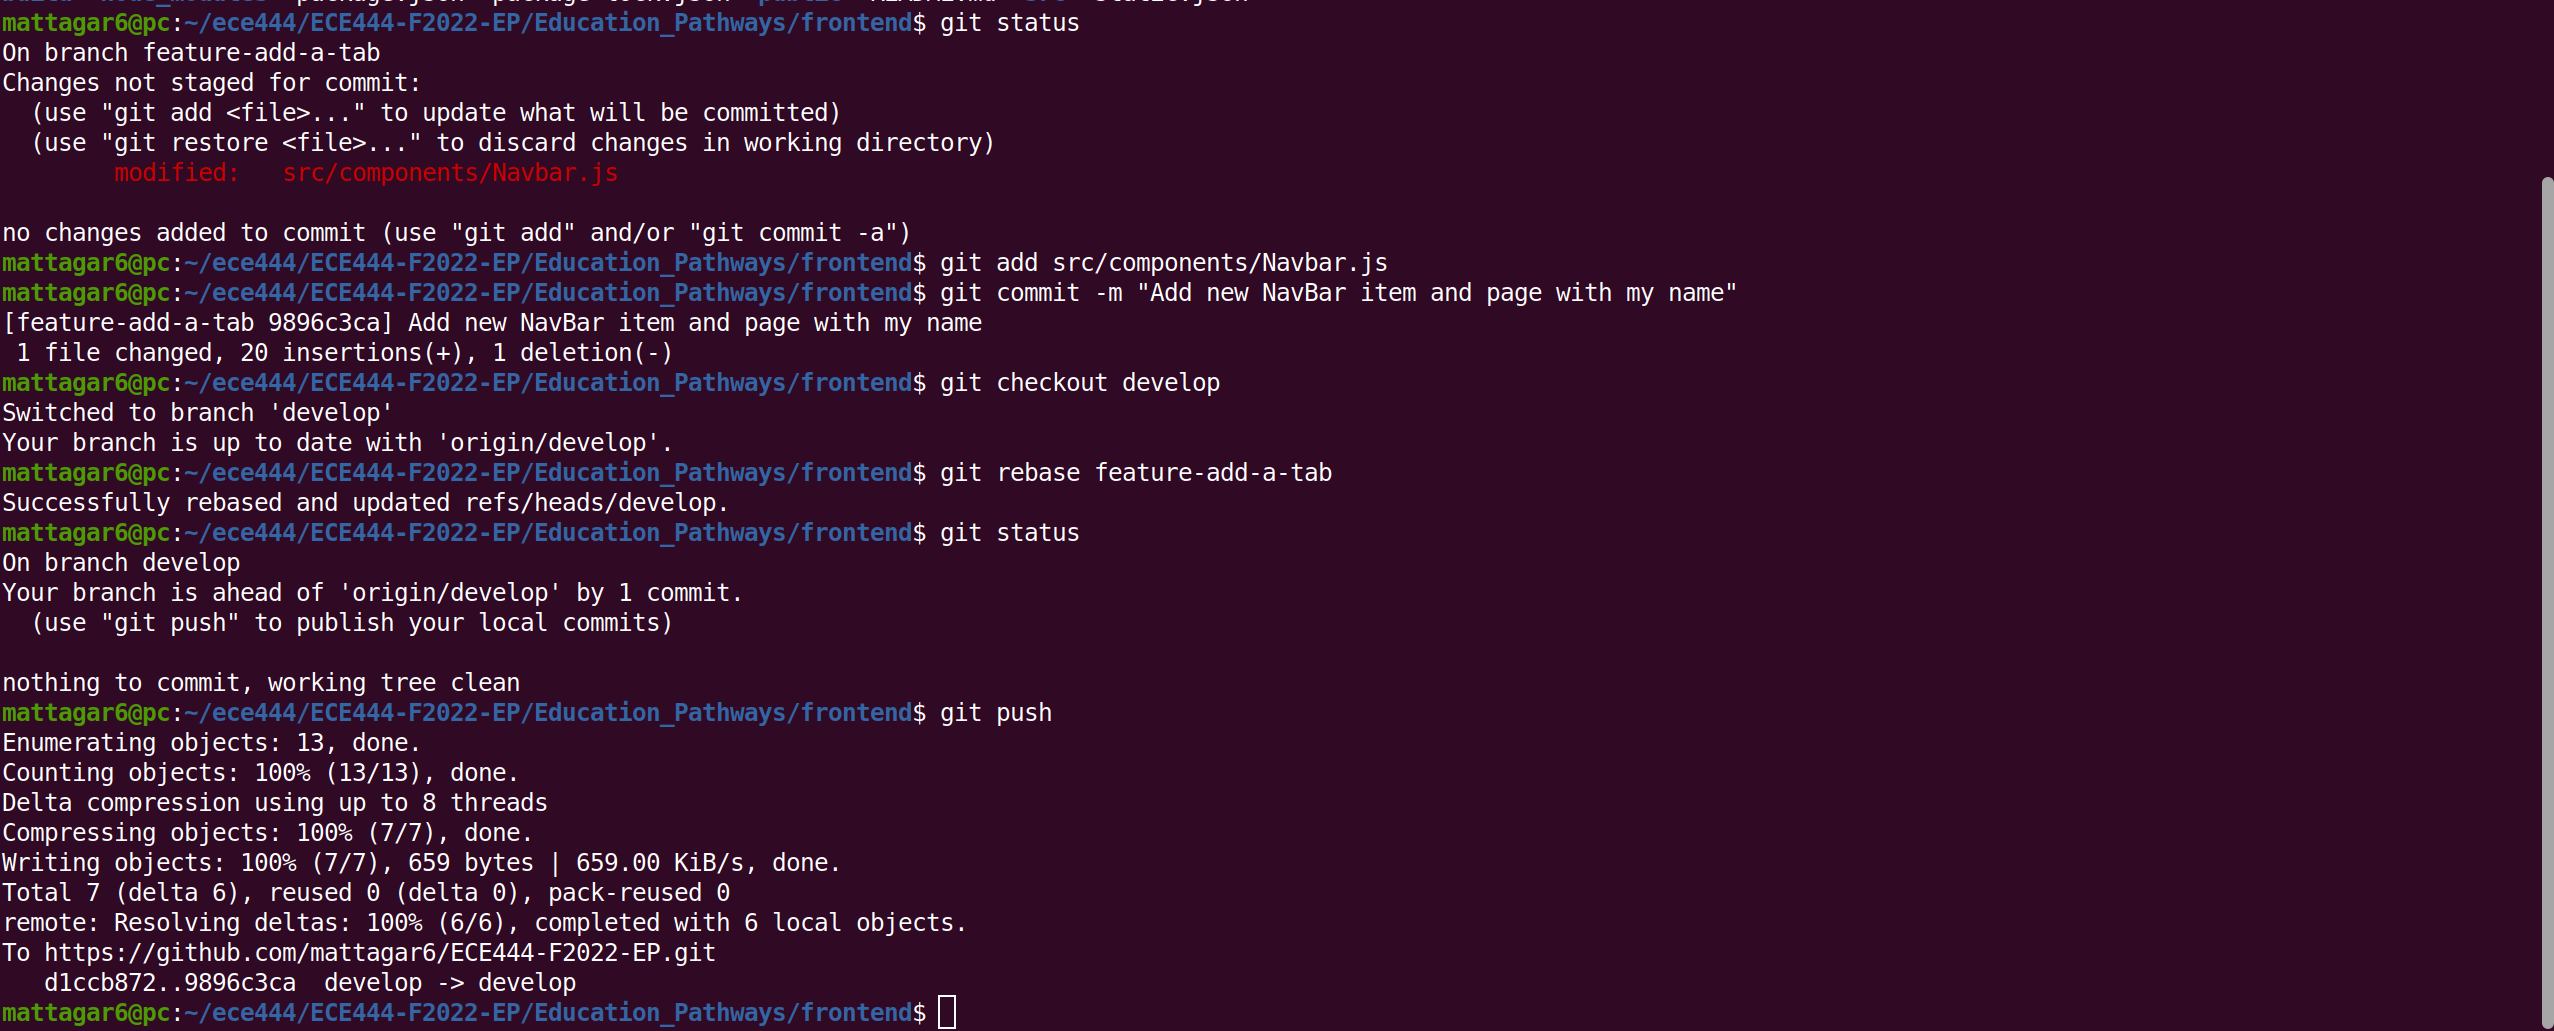 mattagar6@pc:~/ece444/ECE444-F2022-EP/Education_Pathways/frontend$ git status
On branch feature-add-a-tab
Changes not staged for commit:
  (use "git add <file>..." to update what will be committed)
  (use "git restore <file>..." to discard changes in working directory)
        modified:   src/components/Navbar.js

no changes added to commit (use "git add" and/or "git commit -a")
mattagar6@pc:~/ece444/ECE444-F2022-EP/Education_Pathways/frontend$ git add src/components/Navbar.js
mattagar6@pc:~/ece444/ECE444-F2022-EP/Education_Pathways/frontend$ git commit -m "Add new NavBar item and page with my name"
[feature-add-a-tab 9896c3ca] Add new NavBar item and page with my name
 1 file changed, 20 insertions(+), 1 deletion(-)
mattagar6@pc:~/ece444/ECE444-F2022-EP/Education_Pathways/frontend$ git checkout develop
Switched to branch 'develop'
Your branch is up to date with 'origin/develop'.
mattagar6@pc:~/ece444/ECE444-F2022-EP/Education_Pathways/frontend$ git rebase feature-add-a-tab
Successfully rebased and updated refs/heads/develop.
mattagar6@pc:~/ece444/ECE444-F2022-EP/Education_Pathways/frontend$ git status
On branch develop
Your branch is ahead of 'origin/develop' by 1 commit.
  (use "git push" to publish your local commits)

nothing to commit, working tree clean
mattagar6@pc:~/ece444/ECE444-F2022-EP/Education_Pathways/frontend$ git push
Enumerating objects: 13, done.
Counting objects: 100% (13/13), done.
Delta compression using up to 8 threads
Compressing objects: 100% (7/7), done.
Writing objects: 100% (7/7), 659 bytes | 659.00 KiB/s, done.
Total 7 (delta 6), reused 0 (delta 0), pack-reused 0
remote: Resolving deltas: 100% (6/6), completed with 6 local objects.
To https://github.com/mattagar6/ECE444-F2022-EP.git
   d1ccb872..9896c3ca  develop -> develop
mattagar6@pc:~/ece444/ECE444-F2022-EP/Education_Pathways/frontend$